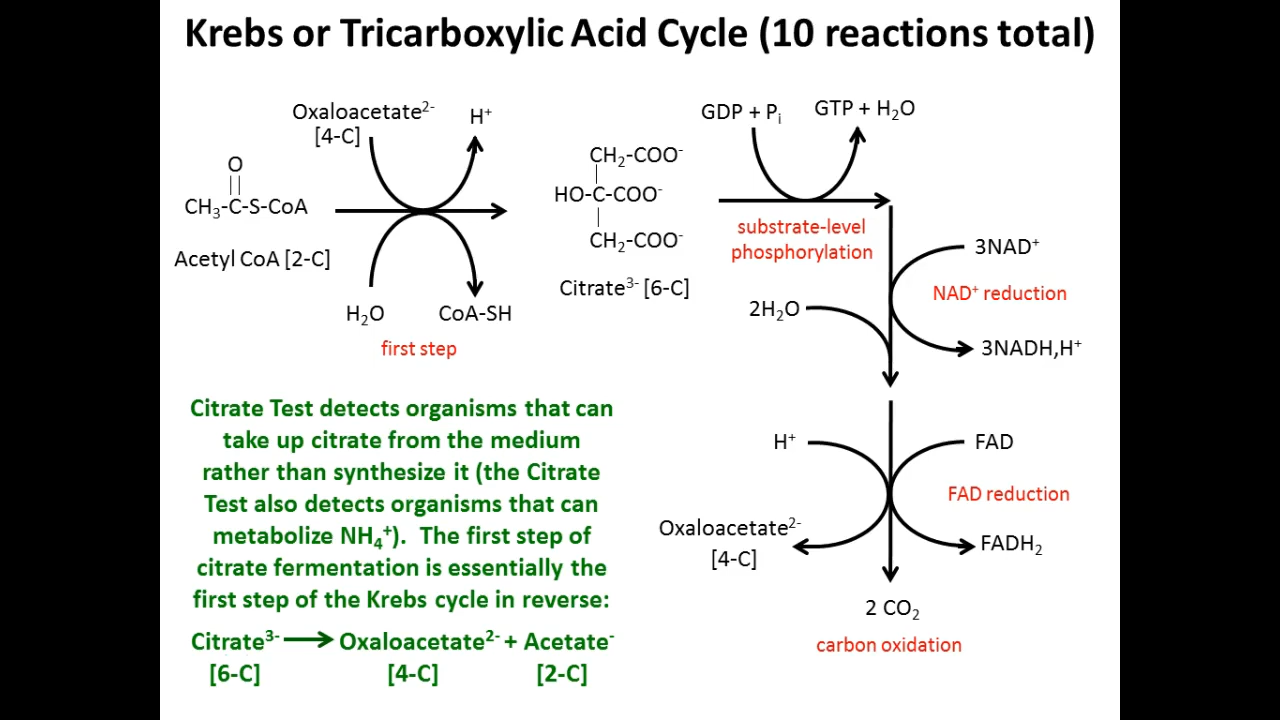 Krebs or Tricarboxylic Acid Cycle (10 reactions total)
Oxaloacetate²⁻
[4-C]
H⁺
O
||
CH₃-C-S-CoA
Acetyl CoA [2-C]
H₂O
CoA-SH
first step
CH₂-COO⁻
|
HO-C-COO⁻
|
CH₂-COO⁻
Citrate³⁻ [6-C]
GDP + Pᵢ
GTP + H₂O
substrate-level
phosphorylation
3NAD⁺
NAD⁺ reduction
2H₂O
3NADH,H⁺
H⁺
FAD
FAD reduction
Oxaloacetate²⁻
[4-C]
FADH₂
2 CO₂
carbon oxidation
Citrate Test detects organisms that can
take up citrate from the medium
rather than synthesize it (the Citrate
Test also detects organisms that can
metabolize NH₄⁺).  The first step of
citrate fermentation is essentially the
first step of the Krebs cycle in reverse:
Citrate³⁻ → Oxaloacetate²⁻ + Acetate⁻
[6-C] [4-C] [2-C]